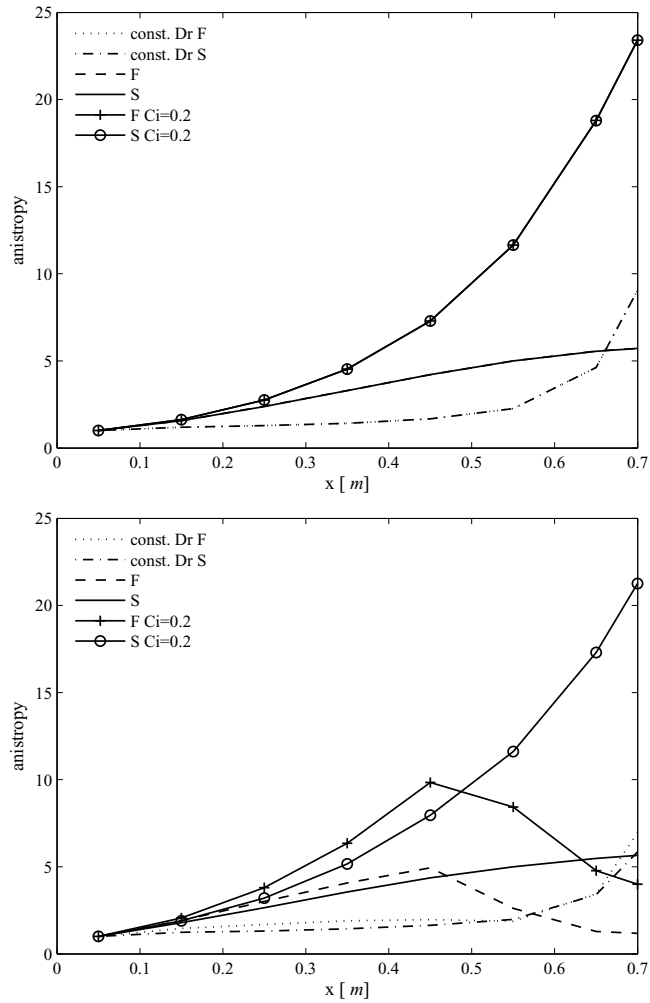 25
20
15
10
5
0
anistropy
const. Dr F
const. Dr S
F
S
F Ci=0.2
S Ci=0.2
0 0.1 0.2 0.3 0.4 0.5 0.6 0.7
x [ m]
25
20
15
10
5
0
anistropy
const. Dr F
const. Dr S
F
S
F Ci=0.2
S Ci=0.2
0 0.1 0.2 0.3 0.4 0.5 0.6 0.7
x [ m]